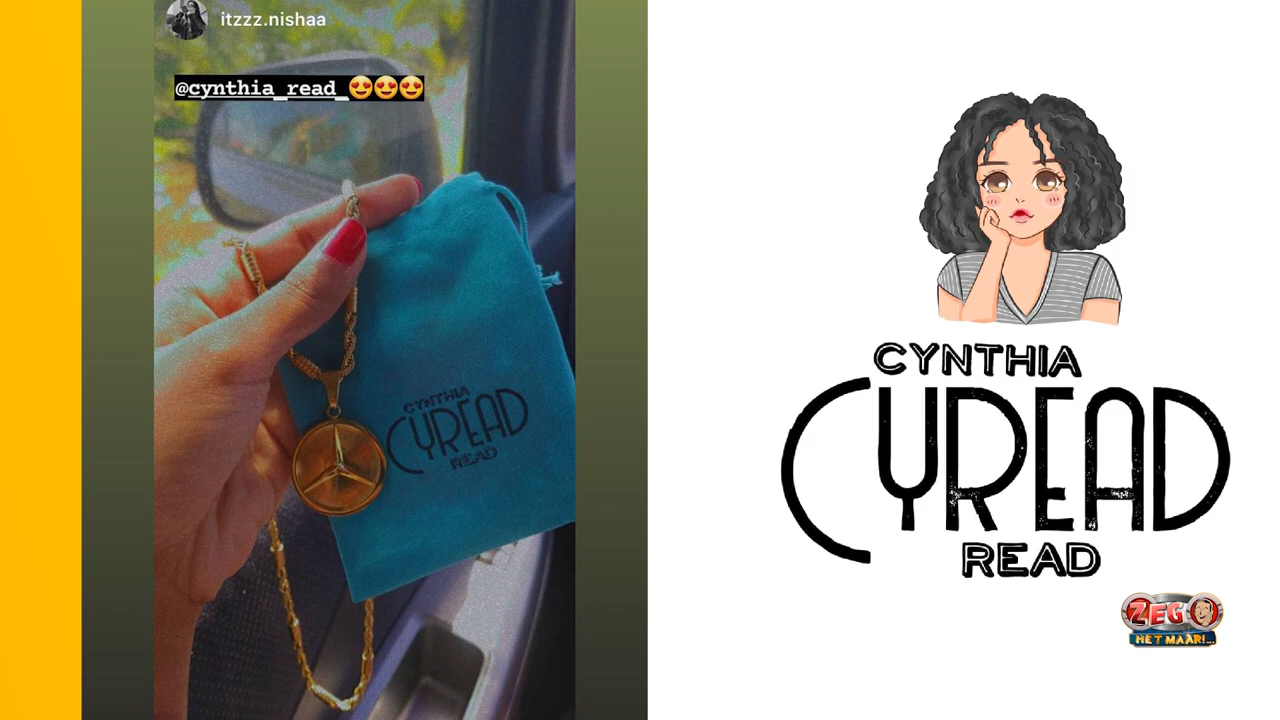 itzzz.nishaa
@cynthia_read_😍😍😍
CYNTHIA
CYREAD
READ
CYNTHIA
CYREAD
READ
ZEG
HET MAAR!...